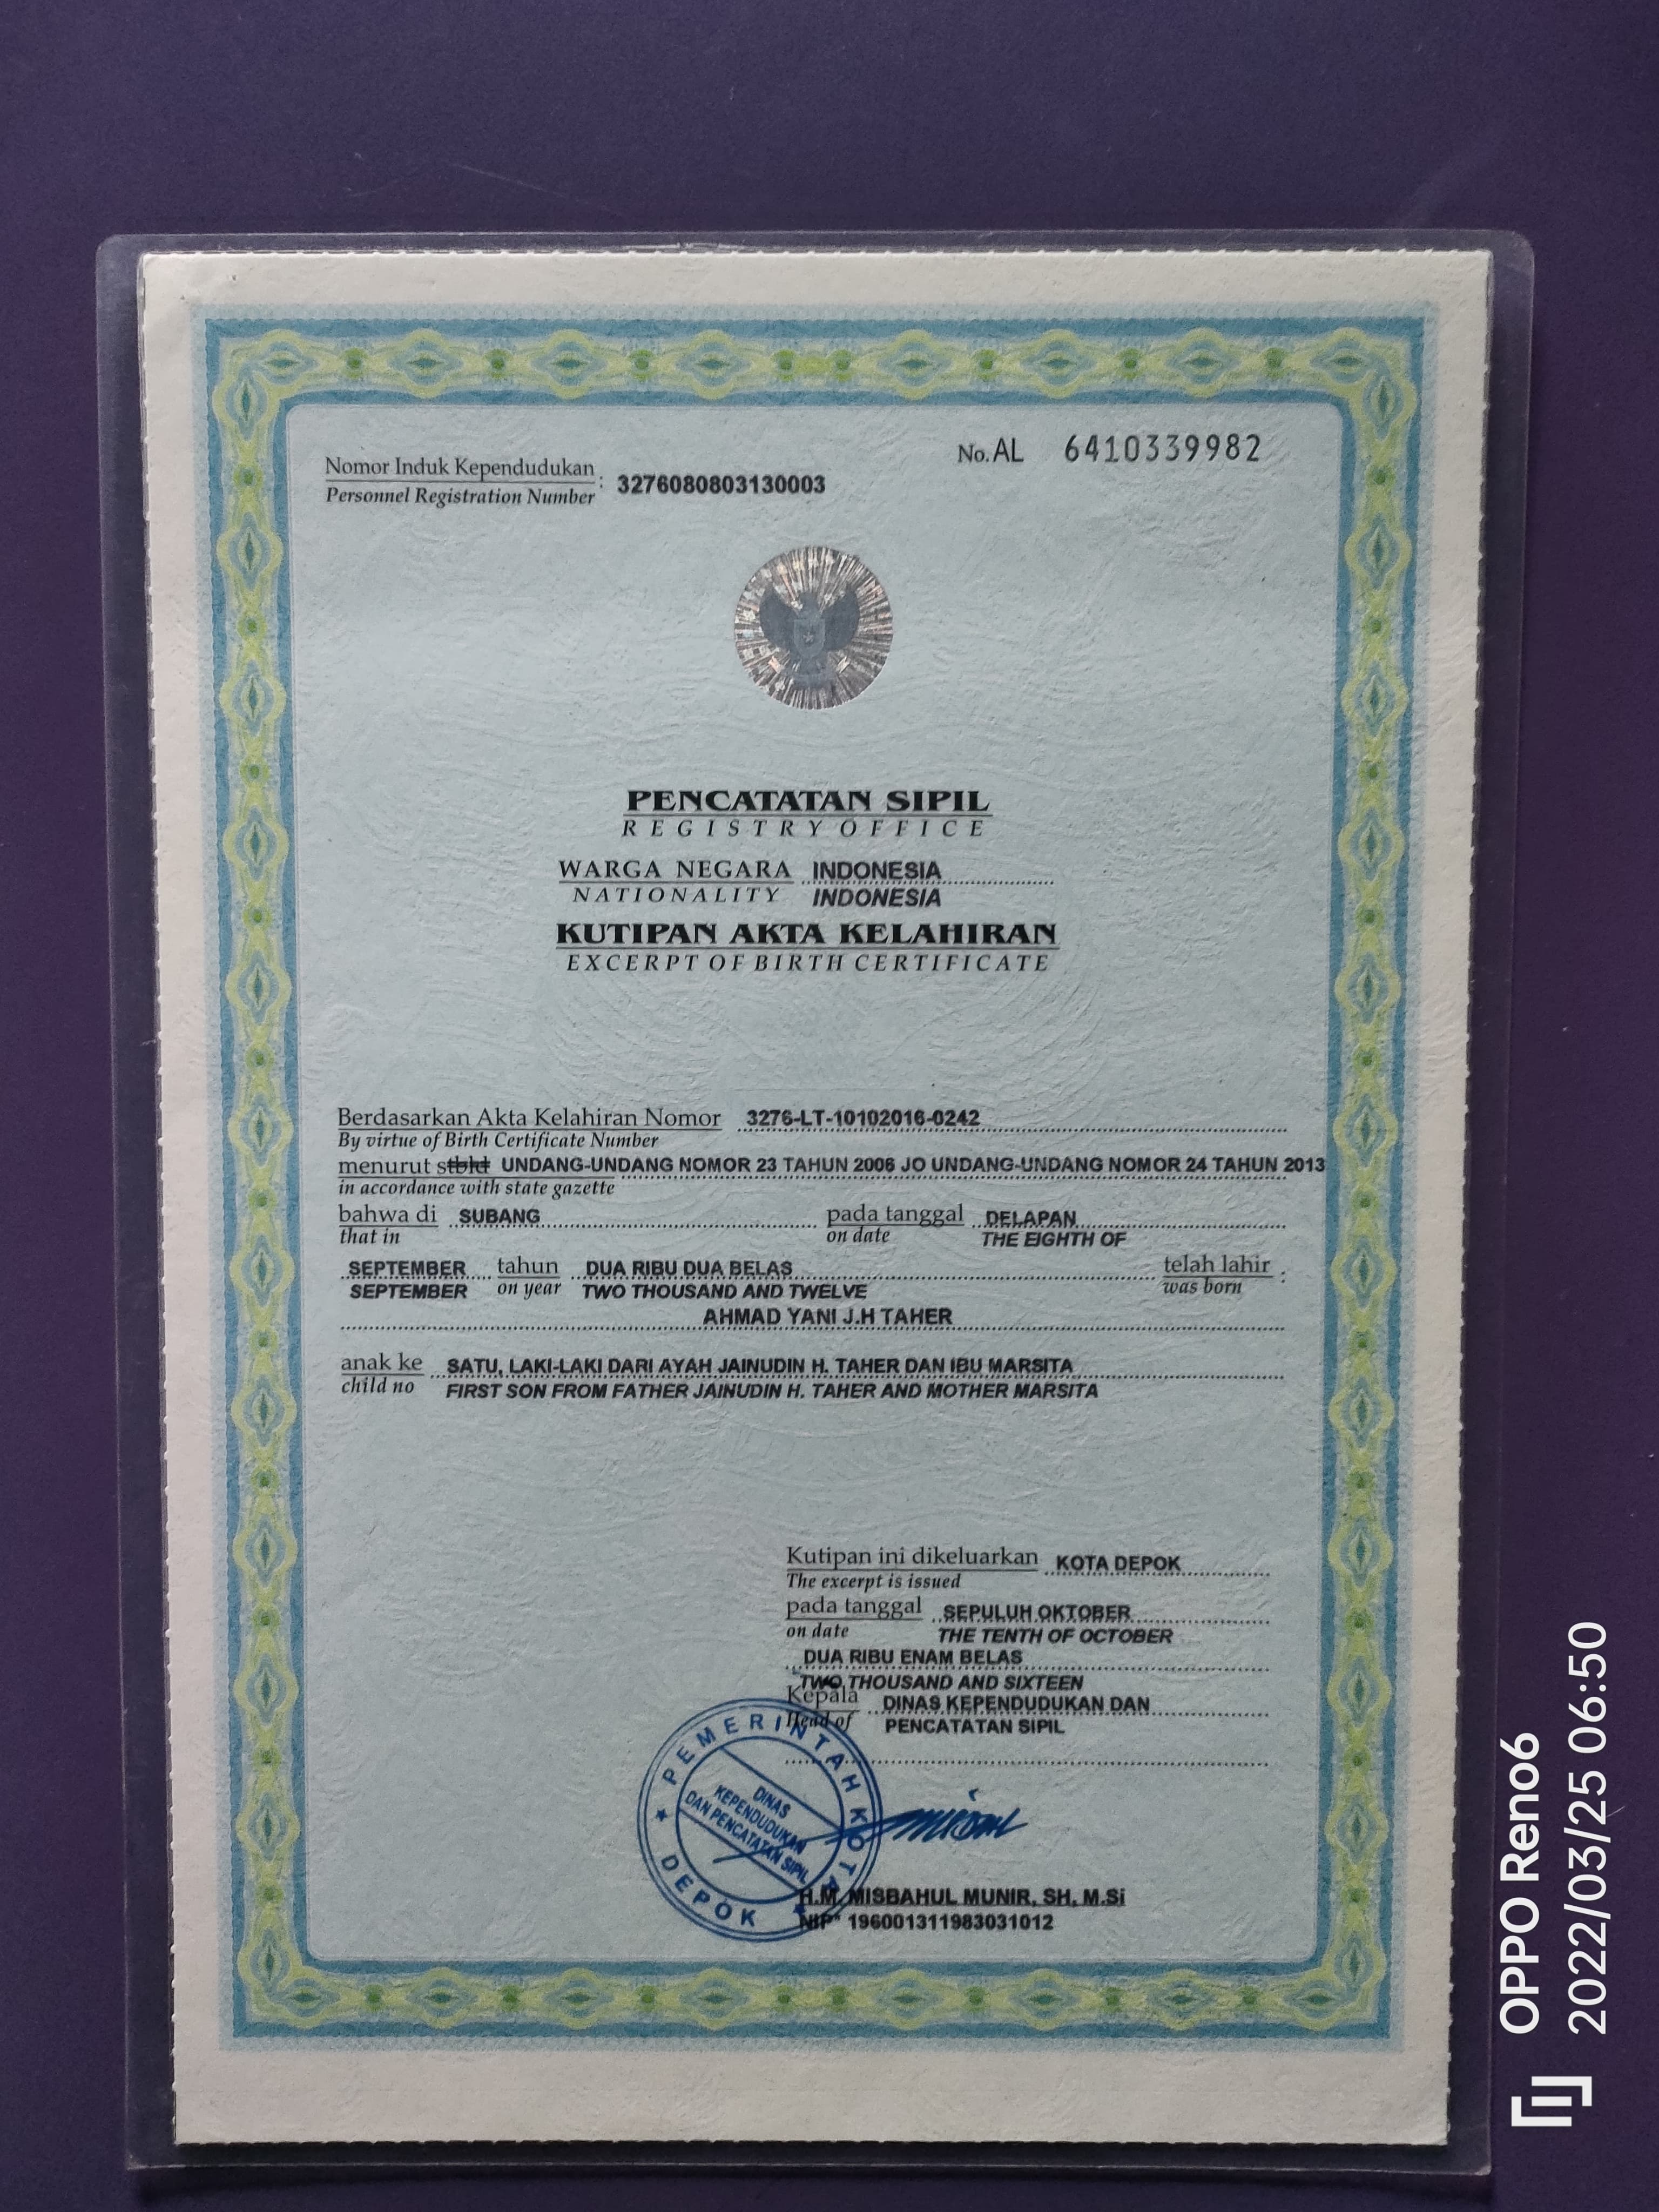 No. AL 6410339982
Nomor Induk Kependudukan : 3276080803130003
Personnel Registration Number
PENCATATAN SIPIL
REGISTRY OFFICE
WARGA NEGARA INDONESIA
NATIONALITY INDONESIA
KUTIPAN AKTA KELAHIRAN
EXCERPT OF BIRTH CERTIFICATE
Berdasarkan Akta Kelahiran Nomor 3276-LT-10102016-0242
By virtue of Birth Certificate Number
menurut stbld UNDANG-UNDANG NOMOR 23 TAHUN 2006 JO UNDANG-UNDANG NOMOR 24 TAHUN 2013
in accordance with state gazette
bahwa di SUBANG pada tanggal DELAPAN
that in on date THE EIGHTH OF
SEPTEMBER tahun DUA RIBU DUA BELAS telah lahir :
SEPTEMBER on year TWO THOUSAND AND TWELVE was born
AHMAD YANI J.H TAHER
anak ke SATU, LAKI-LAKI DARI AYAH JAINUDIN H. TAHER DAN IBU MARSITA
child no FIRST SON FROM FATHER JAINUDIN H. TAHER AND MOTHER MARSITA
Kutipan ini dikeluarkan KOTA DEPOK
The excerpt is issued
pada tanggal SEPULUH OKTOBER
on date THE TENTH OF OCTOBER
DUA RIBU ENAM BELAS
TWO THOUSAND AND SIXTEEN
Kepala DINAS KEPENDUDUKAN DAN
Head of PENCATATAN SIPIL
PEMERINTAH KOTA
DINAS
KEPENDUDUKAN
DAN PENCATATAN SIPIL
DEPOK
H.M. MISBAHUL MUNIR, SH, M.Si
NIP* 196001311983031012
OPPO Reno6
2022/03/25 06:50